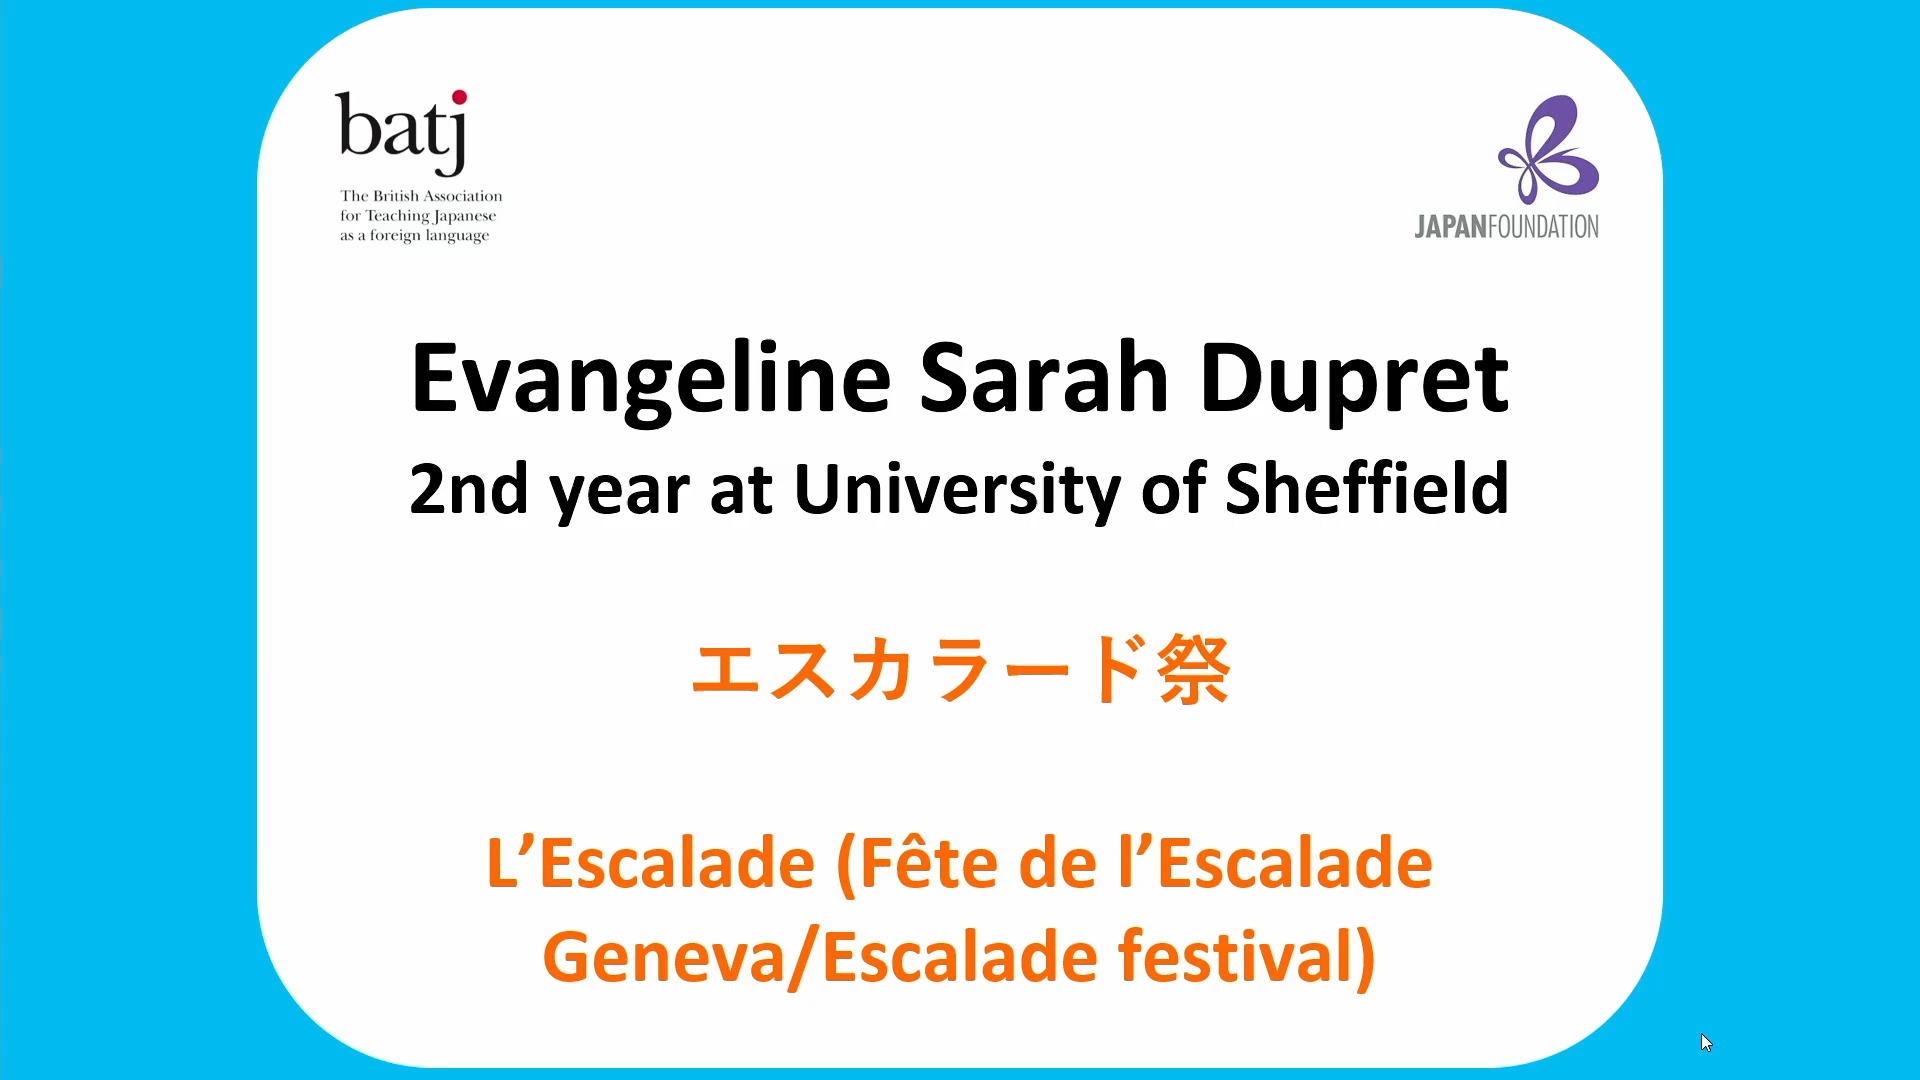 batj
The British Association
for Teaching Japanese
as a foreign language
JAPANFOUNDATION
Evangeline Sarah Dupret
2nd year at University of Sheffield
エスカラード祭
L’Escalade (Fête de l’Escalade
Geneva/Escalade festival)